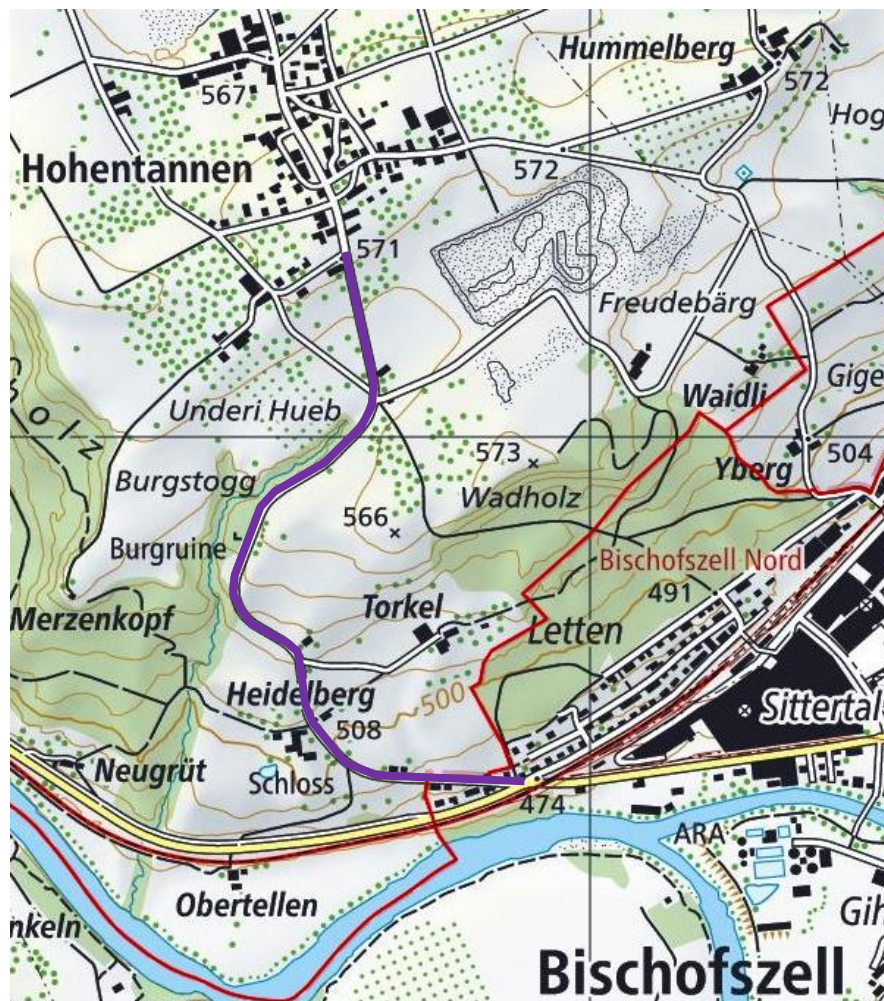 Hummelberg
567
572
Hog
Hohentannen
572
571
Freudebärg
Holz
Underi Hueb
Waidli
Gige
573
504
Burgstogg
Wadholz
Yberg
566
Burgruine
Bischofszell Nord
491
Merzenkopf
Torkel
Letten
Heidelberg
500
508
Sittertal
Neugrüt
Schloss
474
ARA
Obertellen
nkeln
Gih
Bischofszell